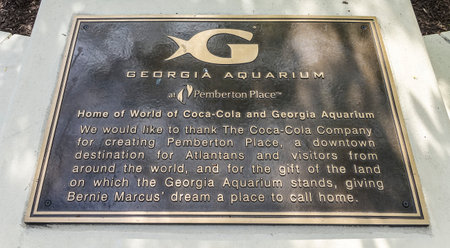 G
GEORGIA AQUARIUM
at Pemberton Place™
Home of World of Coca-Cola and Georgia Aquarium
We would like to thank The Coca-Cola Company
for creating Pemberton Place, a downtown
destination for Atlantans and visitors from
around the world, and for the gift of the land
on which the Georgia Aquarium stands, giving
Bernie Marcus' dream a place to call home.